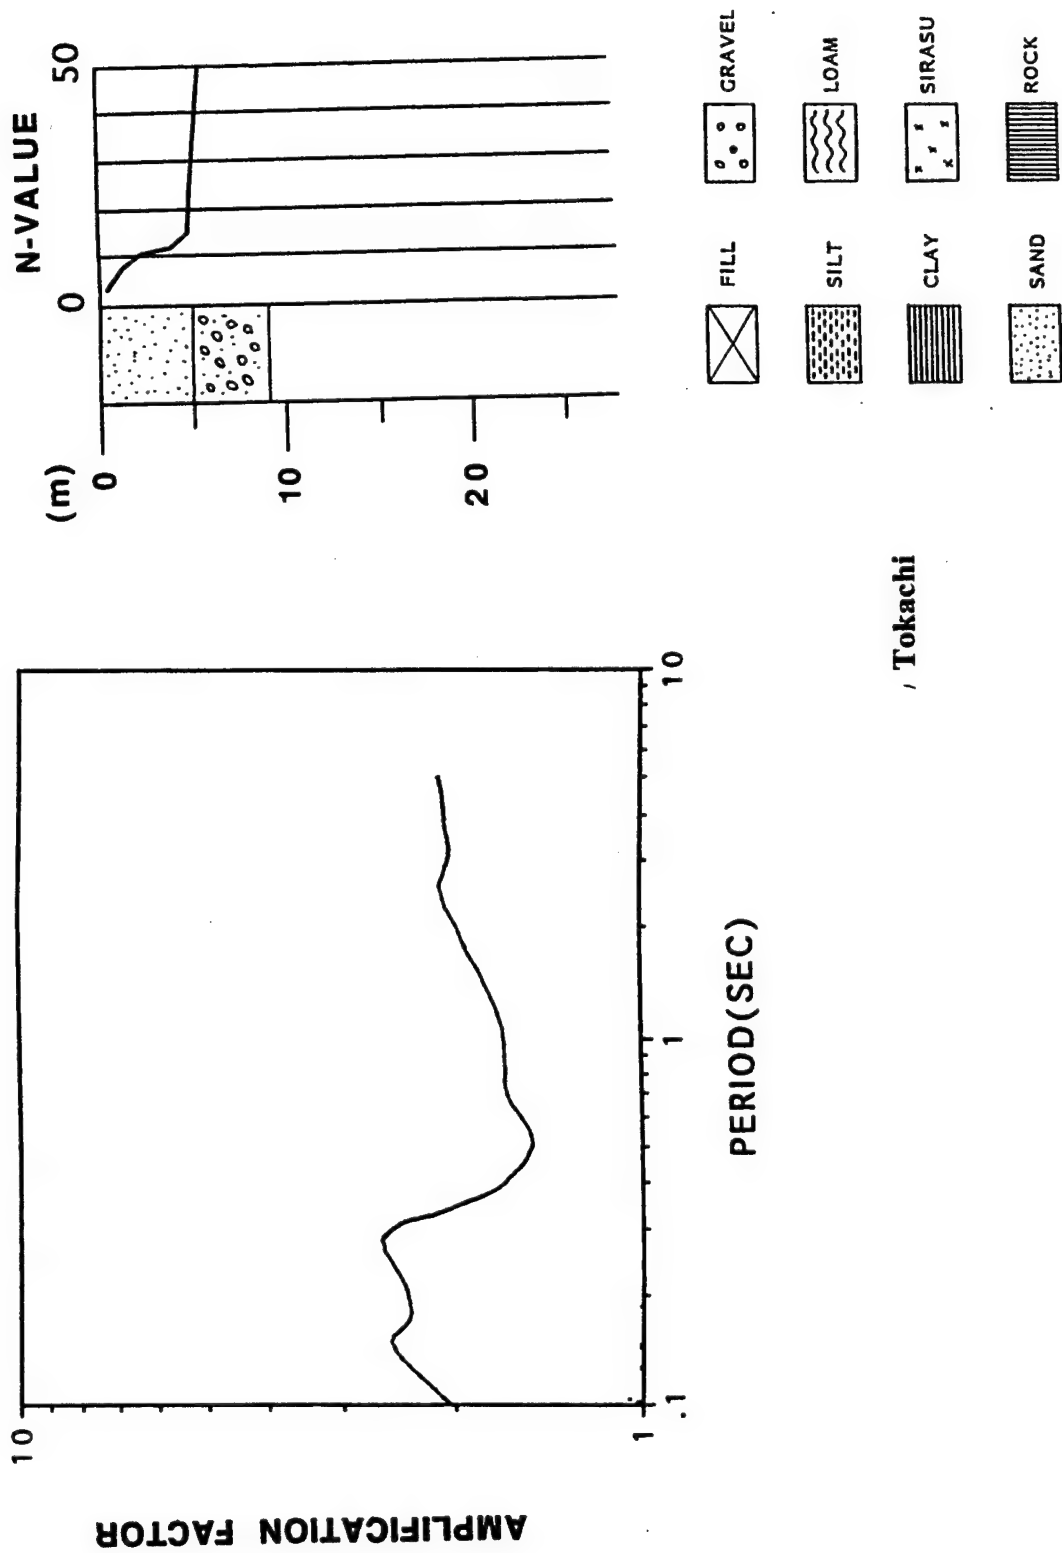 AMPLIFICATION FACTOR
10
1
.1
1
10
PERIOD(SEC)
(m)
0
10
20
N-VALUE
0
50
FILL
GRAVEL
SILT
LOAM
CLAY
SIRASU
SAND
ROCK
Tokachi